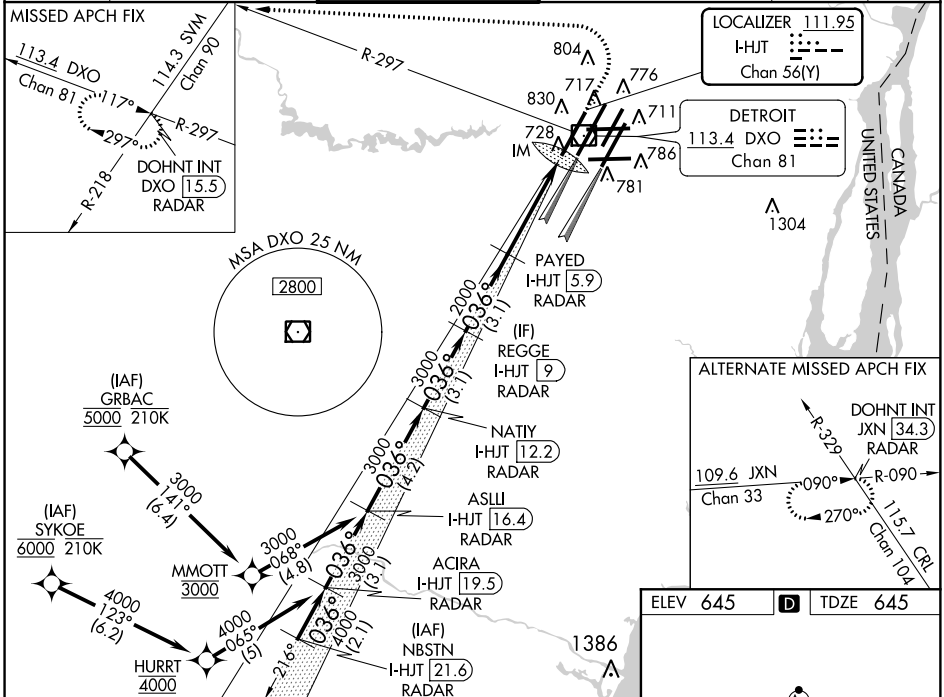 MISSED APCH FIX
113.4 DXO
Chan 81
114.3 SVM
Chan 90
117°
297°
R-297
R-218
DOHNT INT
DXO 15.5
RADAR
R-297
804
717
776
830
711
728
786
781
IM
1304
LOCALIZER 111.95
I-HJT
Chan 56(Y)
DETROIT
113.4 DXO
Chan 81
CANADA
UNITED STATES
MSA DXO 25 NM
2800
PAYED
I-HJT 5.9
RADAR
2000
036°
(3.1)
(IF)
REGGE
I-HJT 9
RADAR
3000
036°
(3.1)
NATIY
I-HJT 12.2
RADAR
3000
036°
(4.2)
ASLLI
I-HJT 16.4
RADAR
036°
3000
(3.1)
ACIRA
I-HJT 19.5
RADAR
036°
4000
(2.1)
(IAF)
NBSTN
I-HJT 21.6
RADAR
216°
(IAF)
GRBAC
5000 210K
3000
141°
(6.4)
MMOTT
3000
3000
068°
(4.8)
(IAF)
SYKOE
6000 210K
4000
123°
(6.2)
HURRT
4000
4000
065°
(5)
1386
ALTERNATE MISSED APCH FIX
R-329
DOHNT INT
JXN 34.3
RADAR
109.6 JXN
Chan 33
090°
R-090
270°
115.7 CRL
Chan 104
ELEV 645
D
TDZE 645